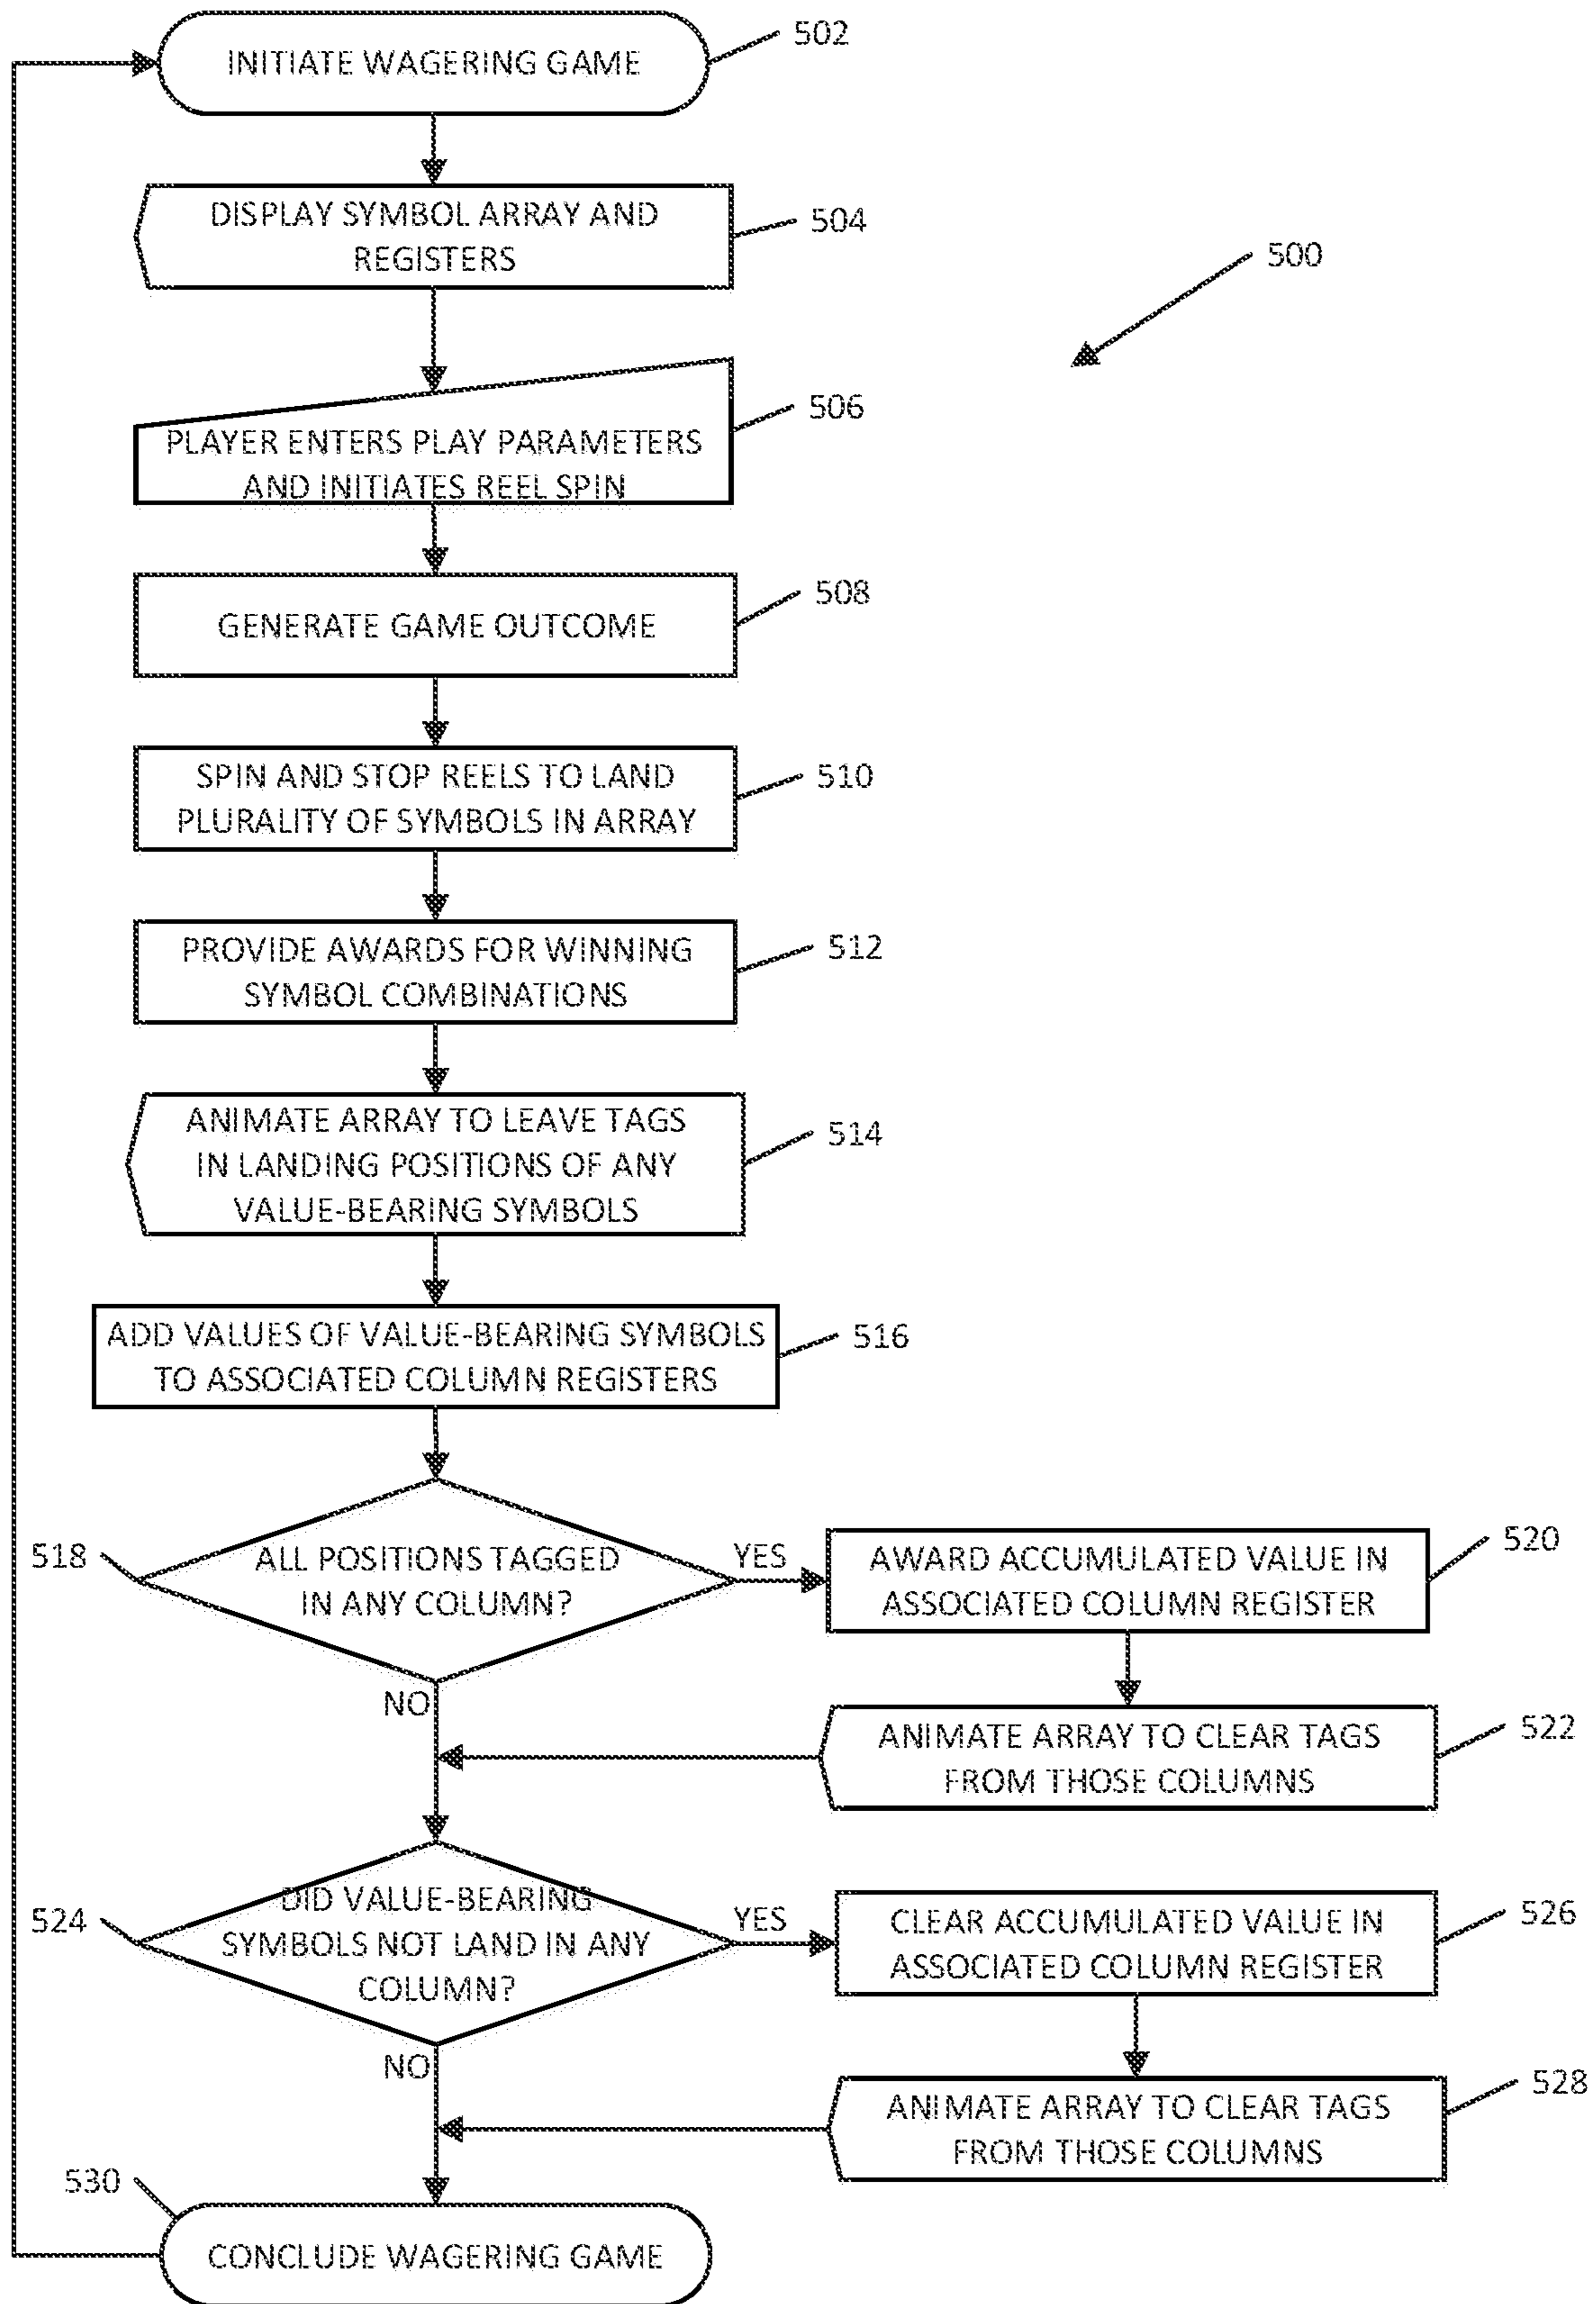 INITIATE WAGERING GAME
502
DISPLAY SYMBOL ARRAY AND
REGISTERS
504
500
PLAYER ENTERS PLAY PARAMETERS
AND INITIATES REEL SPIN
506
GENERATE GAME OUTCOME
508
SPIN AND STOP REELS TO LAND
PLURALITY OF SYMBOLS IN ARRAY
510
PROVIDE AWARDS FOR WINNING
SYMBOL COMBINATIONS
512
ANIMATE ARRAY TO LEAVE TAGS
IN LANDING POSITIONS OF ANY
VALUE-BEARING SYMBOLS
514
ADD VALUES OF VALUE-BEARING SYMBOLS
TO ASSOCIATED COLUMN REGISTERS
516
518
ALL POSITIONS TAGGED
IN ANY COLUMN?
YES
NO
AWARD ACCUMULATED VALUE IN
ASSOCIATED COLUMN REGISTER
520
ANIMATE ARRAY TO CLEAR TAGS
FROM THOSE COLUMNS
522
524
DID VALUE-BEARING
SYMBOLS NOT LAND IN ANY
COLUMN?
YES
NO
CLEAR ACCUMULATED VALUE IN
ASSOCIATED COLUMN REGISTER
526
ANIMATE ARRAY TO CLEAR TAGS
FROM THOSE COLUMNS
528
530
CONCLUDE WAGERING GAME